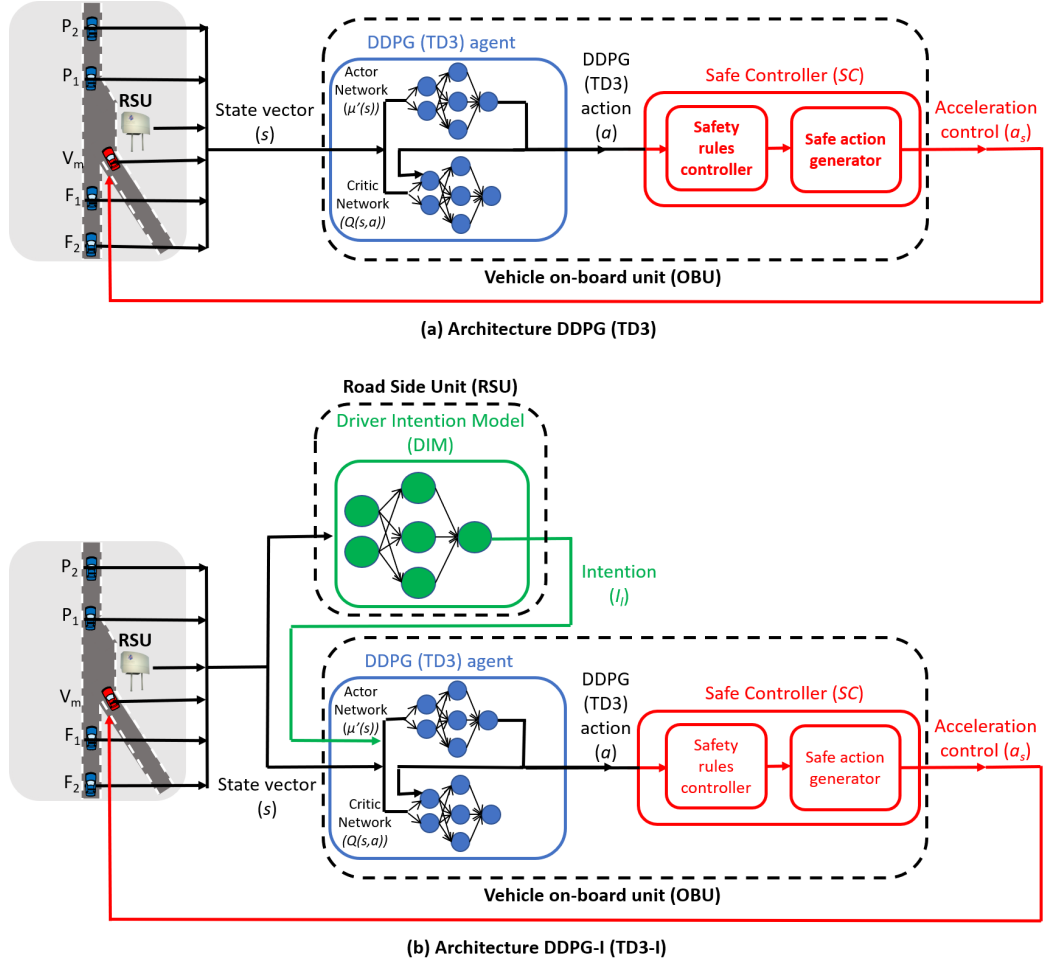 P2
P1
RSU
Vm
F1
F2
State vector
(s)
DDPG (TD3) agent
Actor
Network
(μ'(s))
Critic
Network
(Q(s,a))
DDPG
(TD3)
action
(a)
Safe Controller (SC)
Safety
rules
controller
Safe action
generator
Acceleration
control (as)
Vehicle on-board unit (OBU)
(a) Architecture DDPG (TD3)
Road Side Unit (RSU)
Driver Intention Model
(DIM)
Intention
(Il)
P2
P1
RSU
Vm
F1
F2
State vector
(s)
DDPG (TD3) agent
Actor
Network
(μ'(s))
Critic
Network
(Q(s,a))
DDPG
(TD3)
action
(a)
Safe Controller (SC)
Safety
rules
controller
Safe action
generator
Acceleration
control (as)
Vehicle on-board unit (OBU)
(b) Architecture DDPG-I (TD3-I)